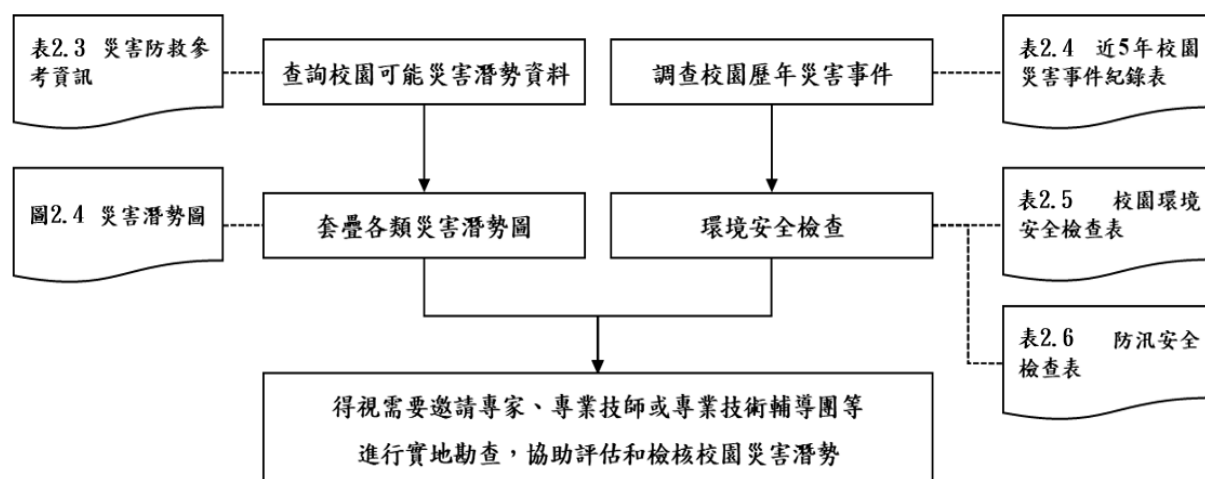 表2.3 災害防救參
考資訊
查詢校園可能災害潛勢資料
調查校園歷年災害事件
表2.4 近5年校園
災害事件紀錄表
圖2.4 災害潛勢圖
套疊各類災害潛勢圖
環境安全檢查
表2.5 校園環境
安全檢查表
表2.6 防汛安全
檢查表
得視需要邀請專家、專業技師或專業技術輔導團等
進行實地勘查，協助評估和檢核校園災害潛勢